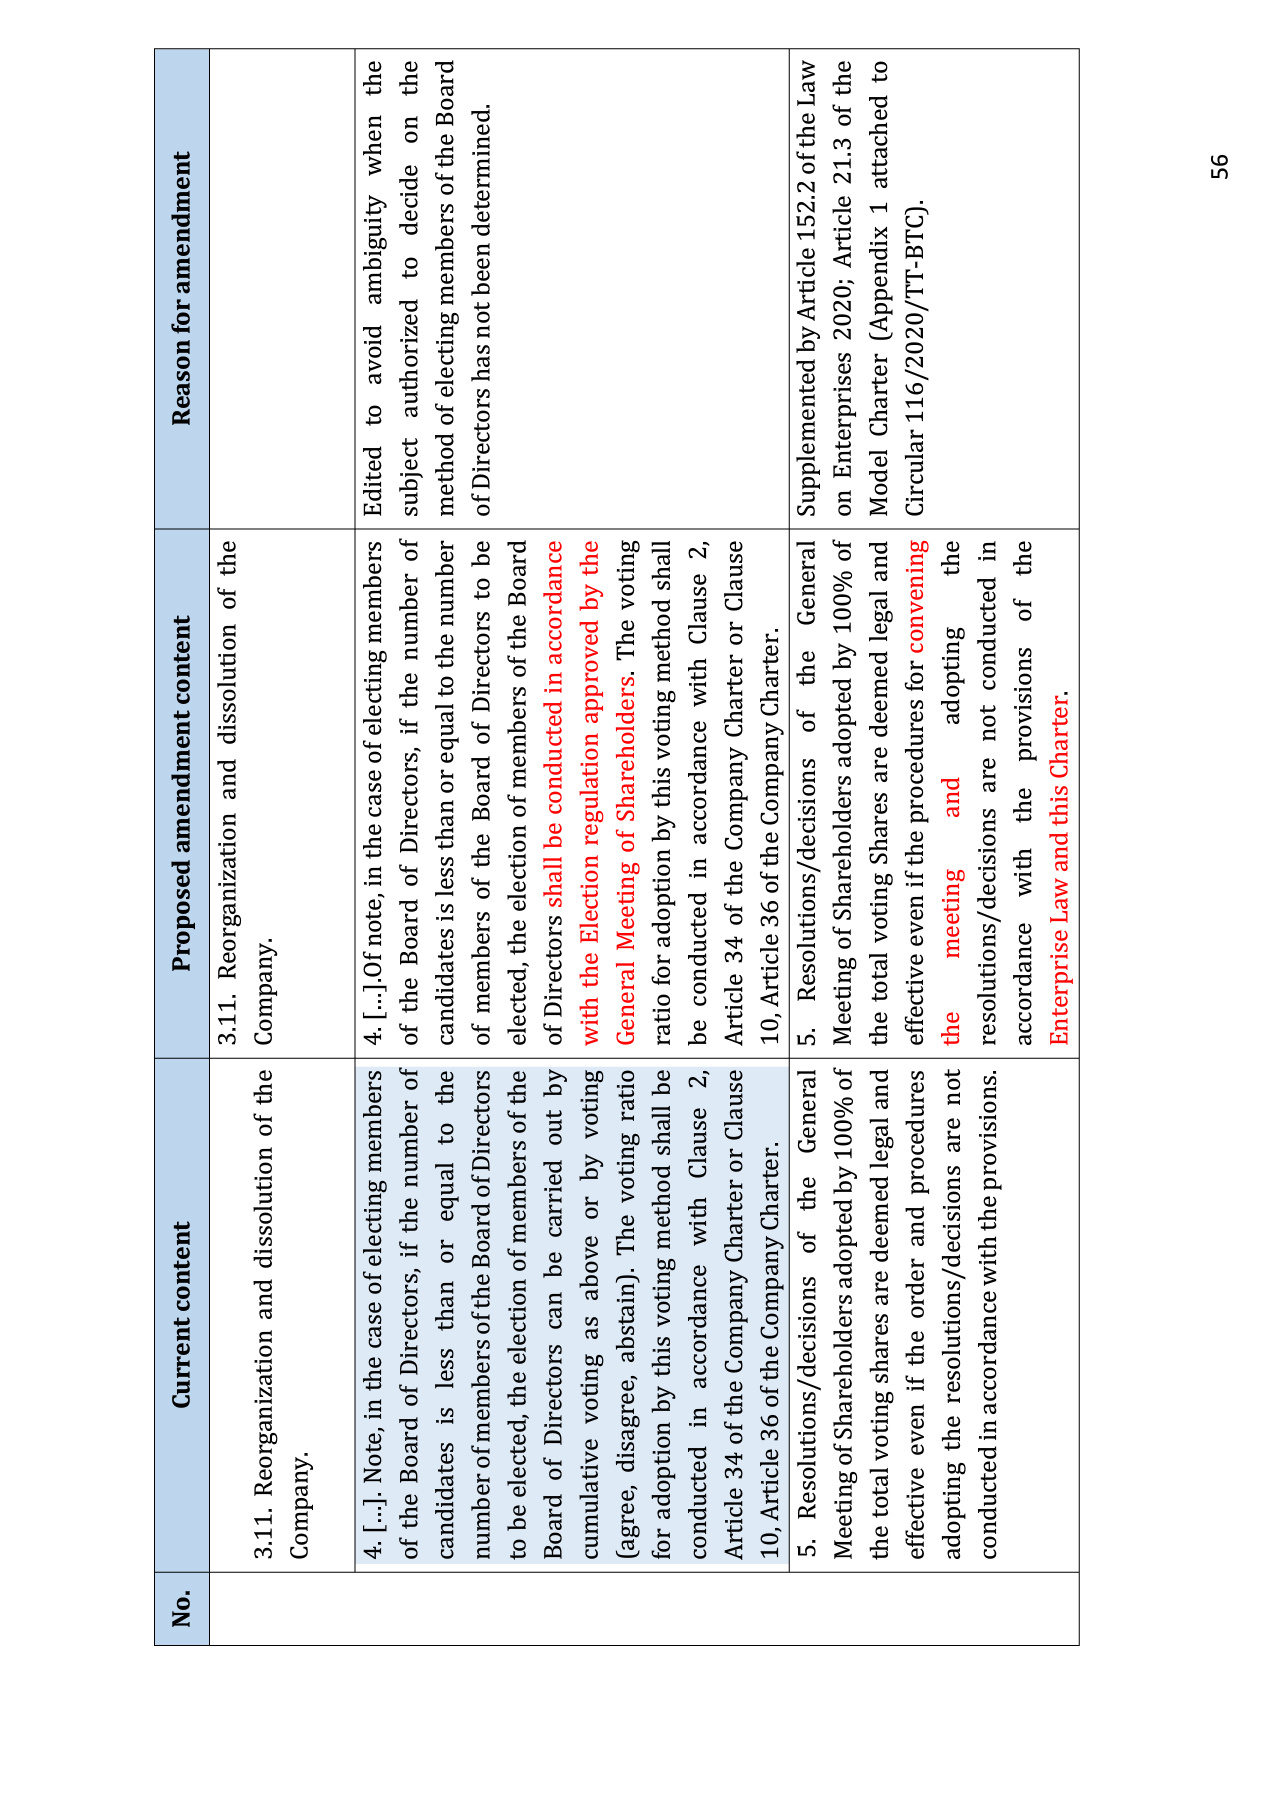 No.
Current content
Proposed amendment content
Reason for amendment
3.11. Reorganization and dissolution of the
Company.
3.11. Reorganization and dissolution of the
Company.
4. [...]. Note, in the case of electing members
of the Board of Directors, if the number of
candidates is less than or equal to the
number of members of the Board of Directors
to be elected, the election of members of the
Board of Directors can be carried out by
cumulative voting as above or by voting
(agree, disagree, abstain). The voting ratio
for adoption by this voting method shall be
conducted in accordance with Clause 2,
Article 34 of the Company Charter or Clause
10, Article 36 of the Company Charter.
4. [...].Of note, in the case of electing members
of the Board of Directors, if the number of
candidates is less than or equal to the number
of members of the Board of Directors to be
elected, the election of members of the Board
of Directors shall be conducted in accordance
with the Election regulation approved by the
General Meeting of Shareholders. The voting
ratio for adoption by this voting method shall
be conducted in accordance with Clause 2,
Article 34 of the Company Charter or Clause
10, Article 36 of the Company Charter.
Edited to avoid ambiguity when the
subject authorized to decide on the
method of electing members of the Board
of Directors has not been determined.
5. Resolutions/decisions of the General
Meeting of Shareholders adopted by 100% of
the total voting shares are deemed legal and
effective even if the order and procedures
adopting the resolutions/decisions are not
conducted in accordance with the provisions.
5. Resolutions/decisions of the General
Meeting of Shareholders adopted by 100% of
the total voting Shares are deemed legal and
effective even if the procedures for convening
the meeting and adopting the
resolutions/decisions are not conducted in
accordance with the provisions of the
Enterprise Law and this Charter.
Supplemented by Article 152.2 of the Law
on Enterprises 2020; Article 21.3 of the
Model Charter (Appendix 1 attached to
Circular 116/2020/TT-BTC).
56